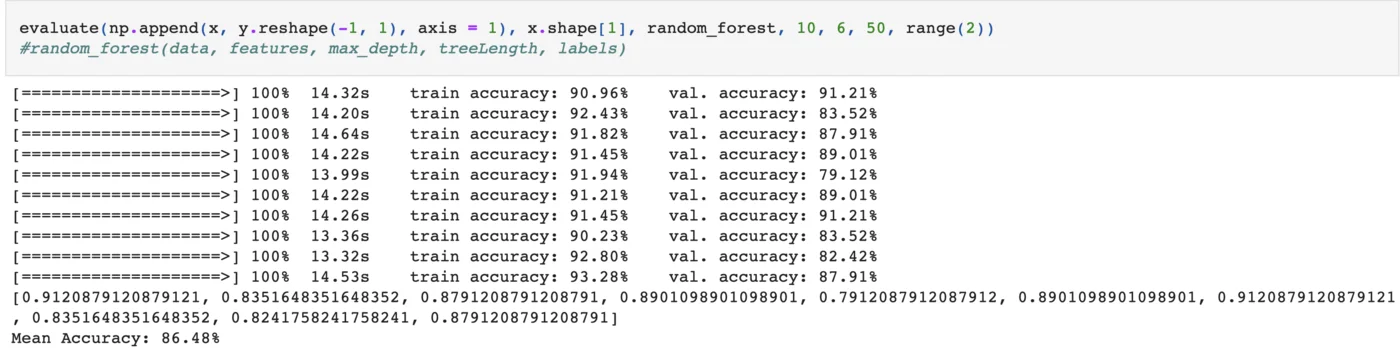 evaluate(np.append(x, y.reshape(-1, 1), axis = 1), x.shape[1], random_forest, 10, 6, 50, range(2))
#random_forest(data, features, max_depth, treeLength, labels)
[====================>] 100%  14.32s    train accuracy: 90.96%    val. accuracy: 91.21%
[====================>] 100%  14.20s    train accuracy: 92.43%    val. accuracy: 83.52%
[====================>] 100%  14.64s    train accuracy: 91.82%    val. accuracy: 87.91%
[====================>] 100%  14.22s    train accuracy: 91.45%    val. accuracy: 89.01%
[====================>] 100%  13.99s    train accuracy: 91.94%    val. accuracy: 79.12%
[====================>] 100%  14.22s    train accuracy: 91.21%    val. accuracy: 89.01%
[====================>] 100%  14.26s    train accuracy: 91.45%    val. accuracy: 91.21%
[====================>] 100%  13.36s    train accuracy: 90.23%    val. accuracy: 83.52%
[====================>] 100%  13.32s    train accuracy: 92.80%    val. accuracy: 82.42%
[====================>] 100%  14.53s    train accuracy: 93.28%    val. accuracy: 87.91%
[0.9120879120879121, 0.8351648351648352, 0.8791208791208791, 0.8901098901098901, 0.7912087912087912, 0.8901098901098901, 0.9120879120879121
, 0.8351648351648352, 0.8241758241758241, 0.8791208791208791]
Mean Accuracy: 86.48%